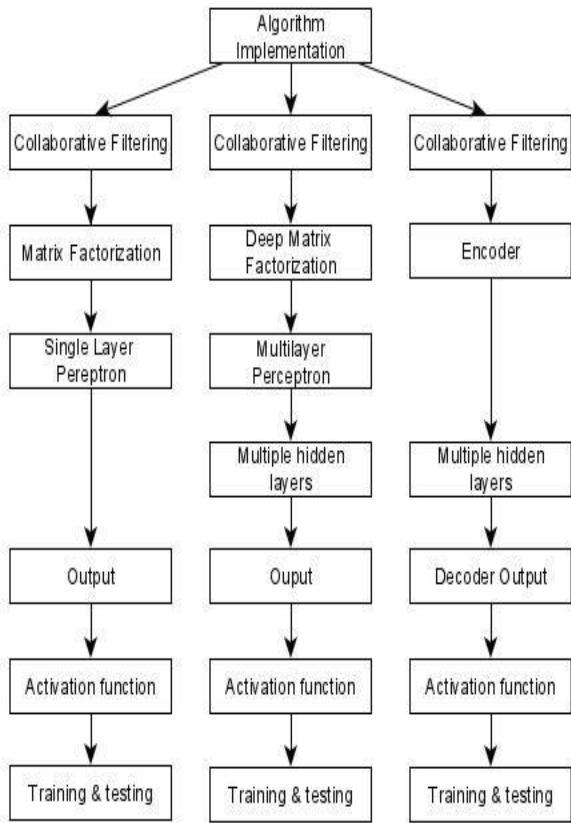 Algorithm
Implementation
Collaborative Filtering
Collaborative Filtering
Collaborative Filtering
Matrix Factorization
Deep Matrix
Factorization
Encoder
Single Layer
Pereptron
Multilayer
Perceptron
Multiple hidden
layers
Multiple hidden
layers
Output
Ouput
Decoder Output
Activation function
Activation function
Activation function
Training & testing
Training & testing
Training & testing